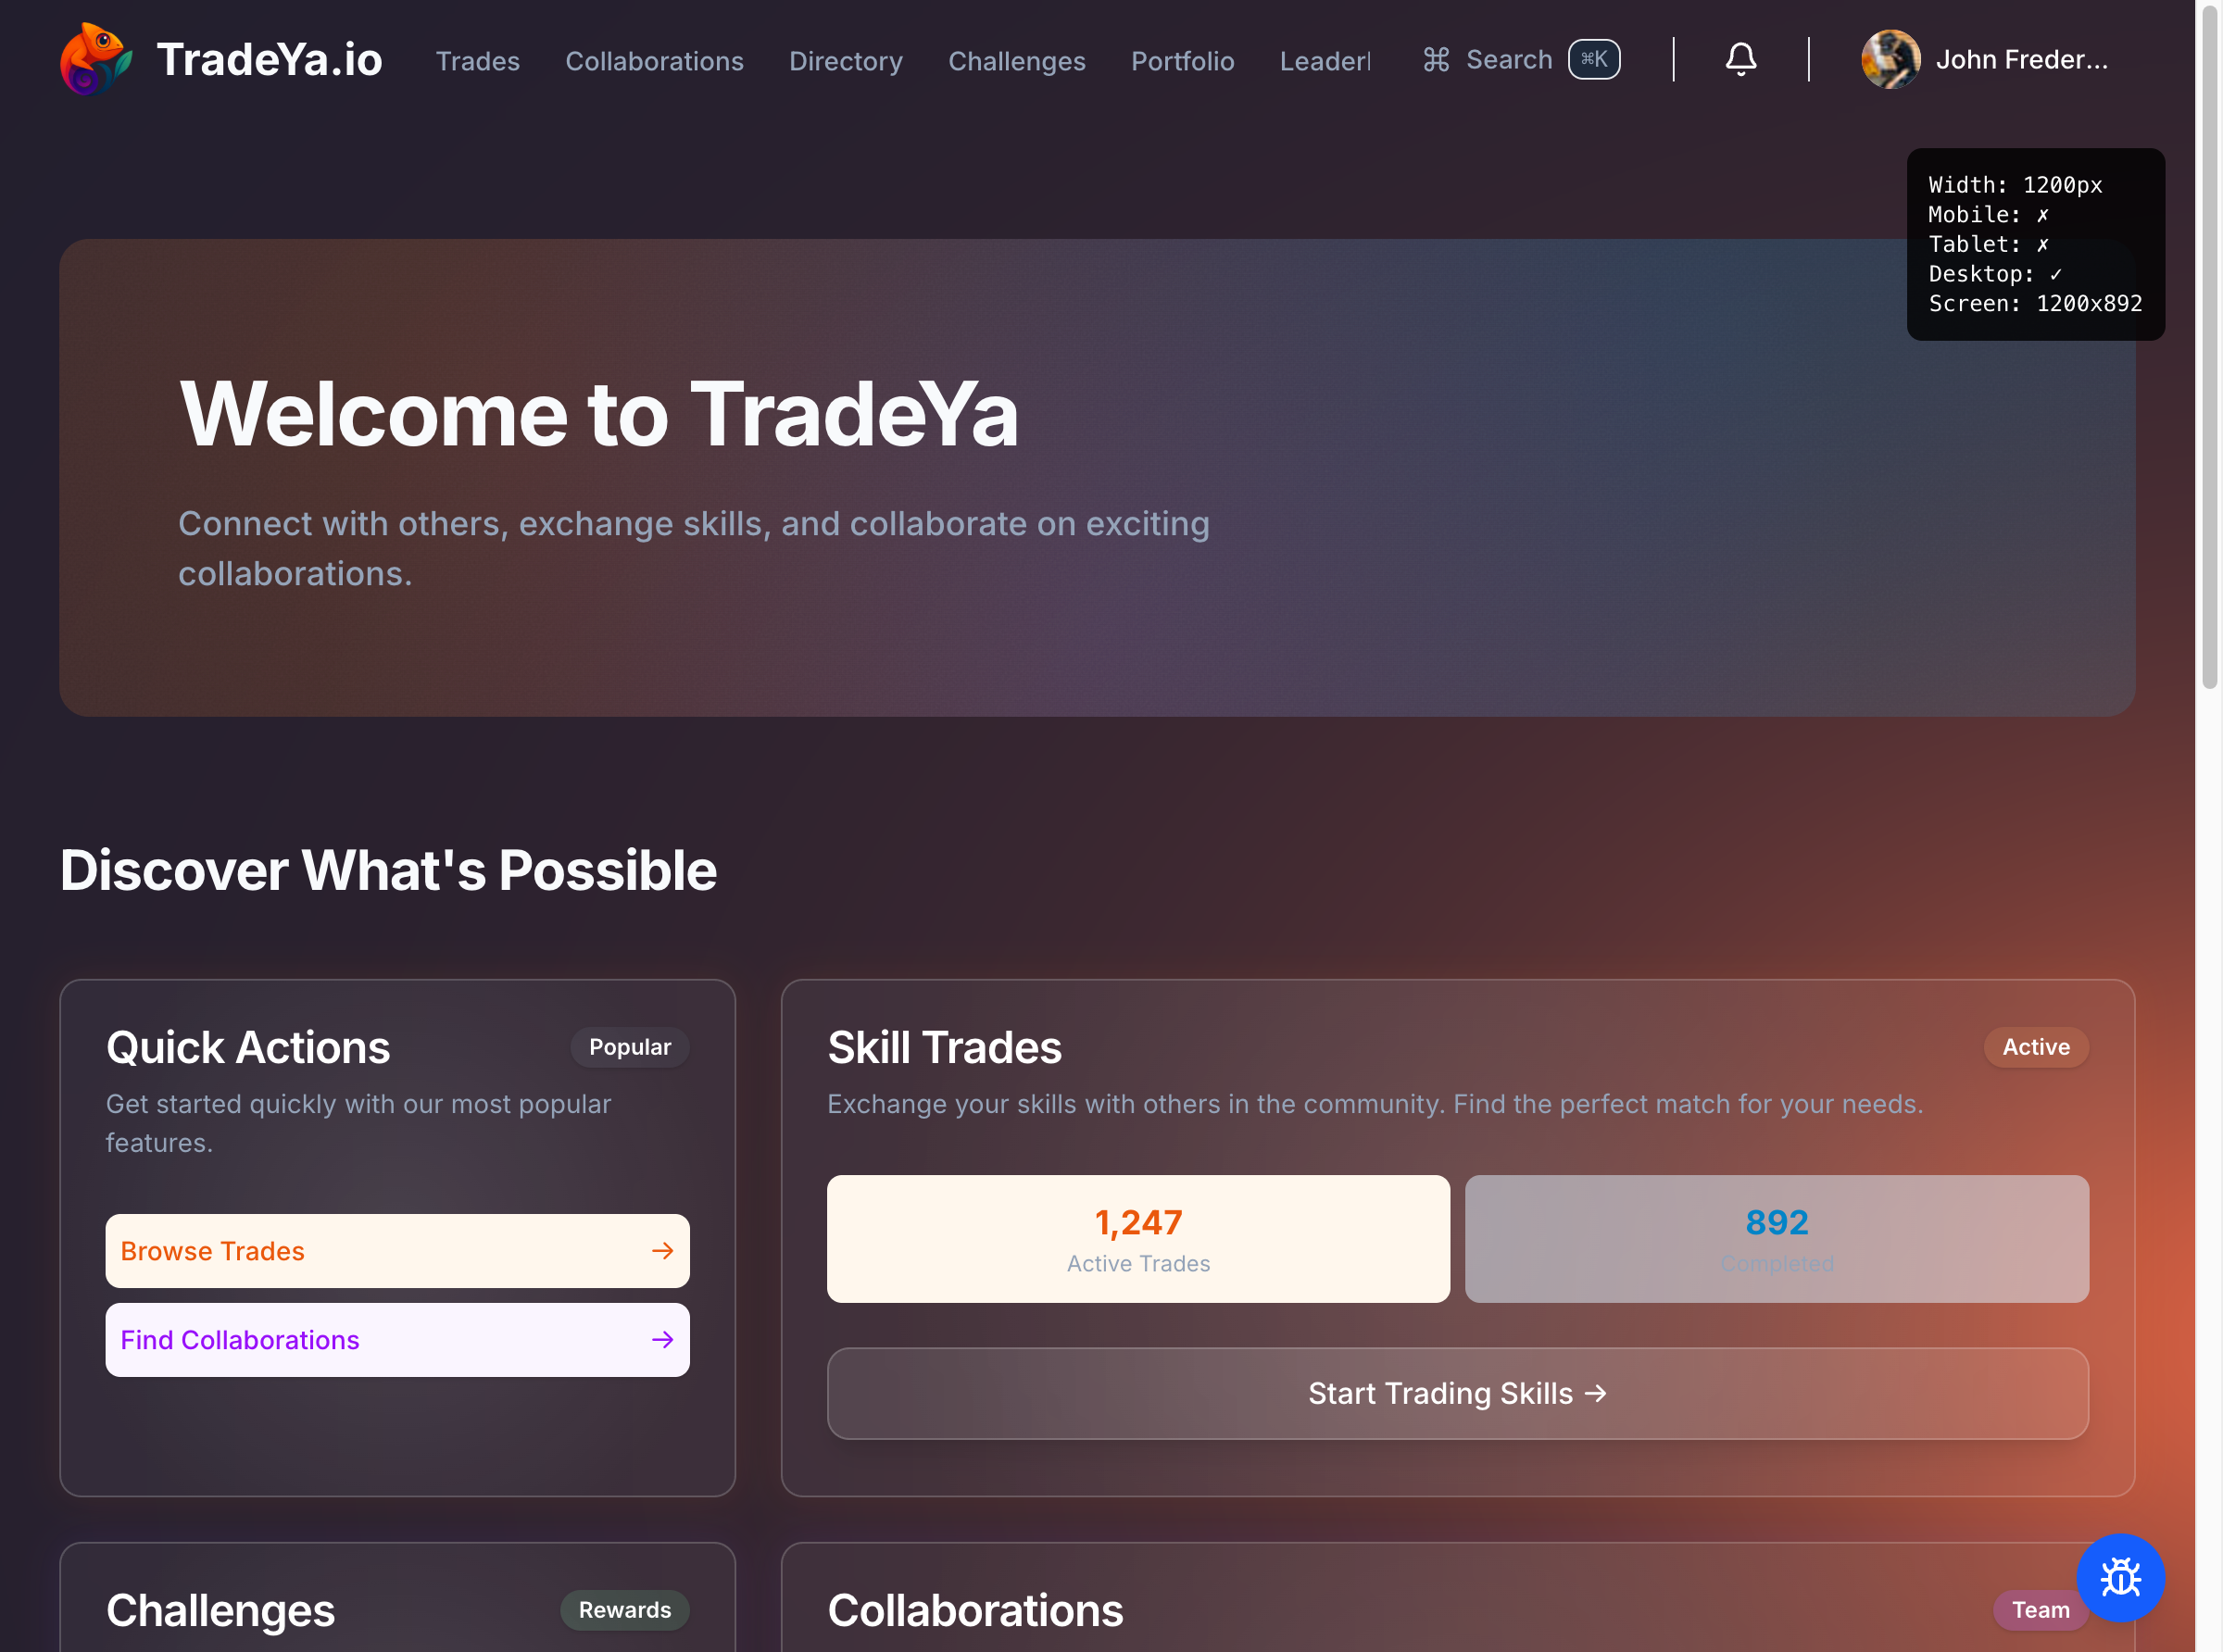 TradeYa.io
Trades
Collaborations
Directory
Challenges
Portfolio
Leader
⌘ Search ⌘K
John Freder...
Width: 1200px
Mobile: ✗
Tablet: ✗
Desktop: ✓
Screen: 1200x892
Welcome to TradeYa
Connect with others, exchange skills, and collaborate on exciting
collaborations.
Discover What's Possible
Quick Actions
Popular
Get started quickly with our most popular
features.
Browse Trades →
Find Collaborations →
Skill Trades
Active
Exchange your skills with others in the community. Find the perfect match for your needs.
1,247
Active Trades
892
Completed
Start Trading Skills →
Challenges
Rewards
Collaborations
Team